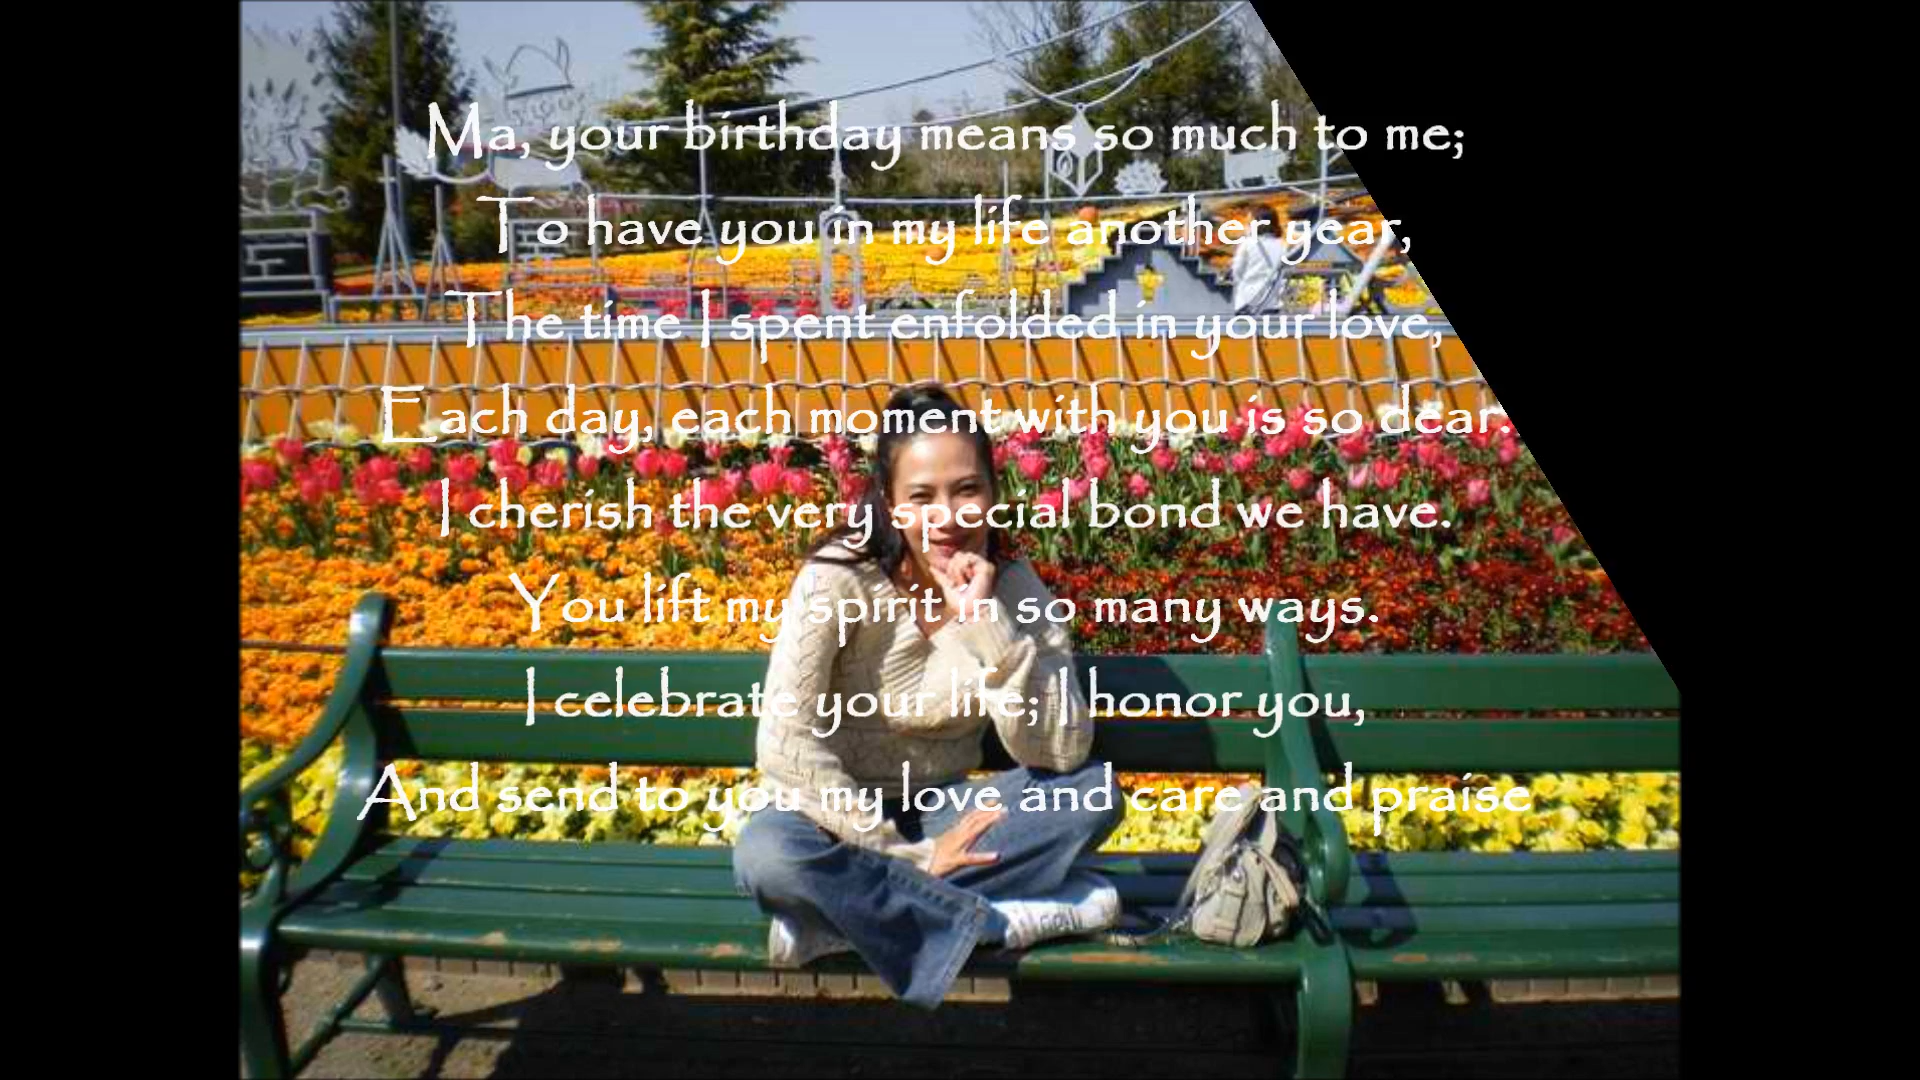 Ma, your birthday means so much to me;
To have you in my life another year,
The time I spent enfolded in your love,
Each day, each moment with you is so dear.
I cherish the very special bond we have.
You lift my spirit in so many ways.
I celebrate your life; I honor you,
And send to you my love and care and praise